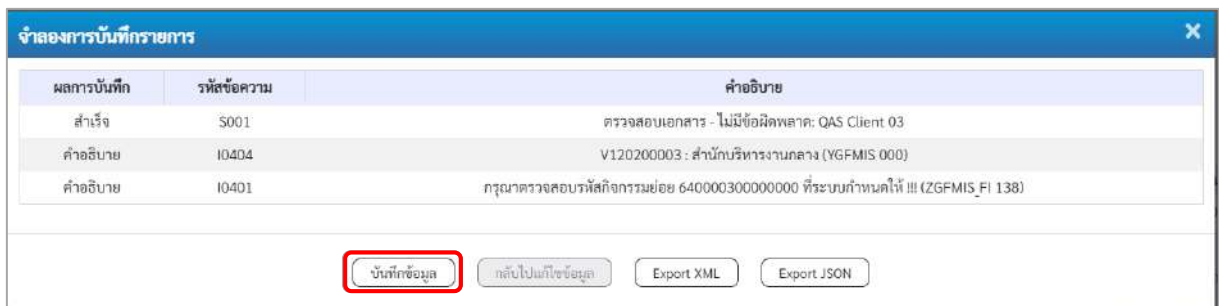 จำลองการบันทึกรายการ ×
ผลการบันทึก รหัสข้อความ คำอธิบาย
สำเร็จ S001 ตรวจสอบเอกสาร - ไม่มีข้อผิดพลาด: QAS Client 03
คำอธิบาย I0404 V120200003 : สำนักบริหารงานกลาง (YGFMIS 000)
คำอธิบาย I0401 กรุณาตรวจสอบรหัสกิจกรรมย่อย 640000300000000 ที่ระบบกำหนดให้ !!! (ZGFMIS_FI 138)
บันทึกข้อมูล กลับไปแก้ไขข้อมูล Export XML Export JSON